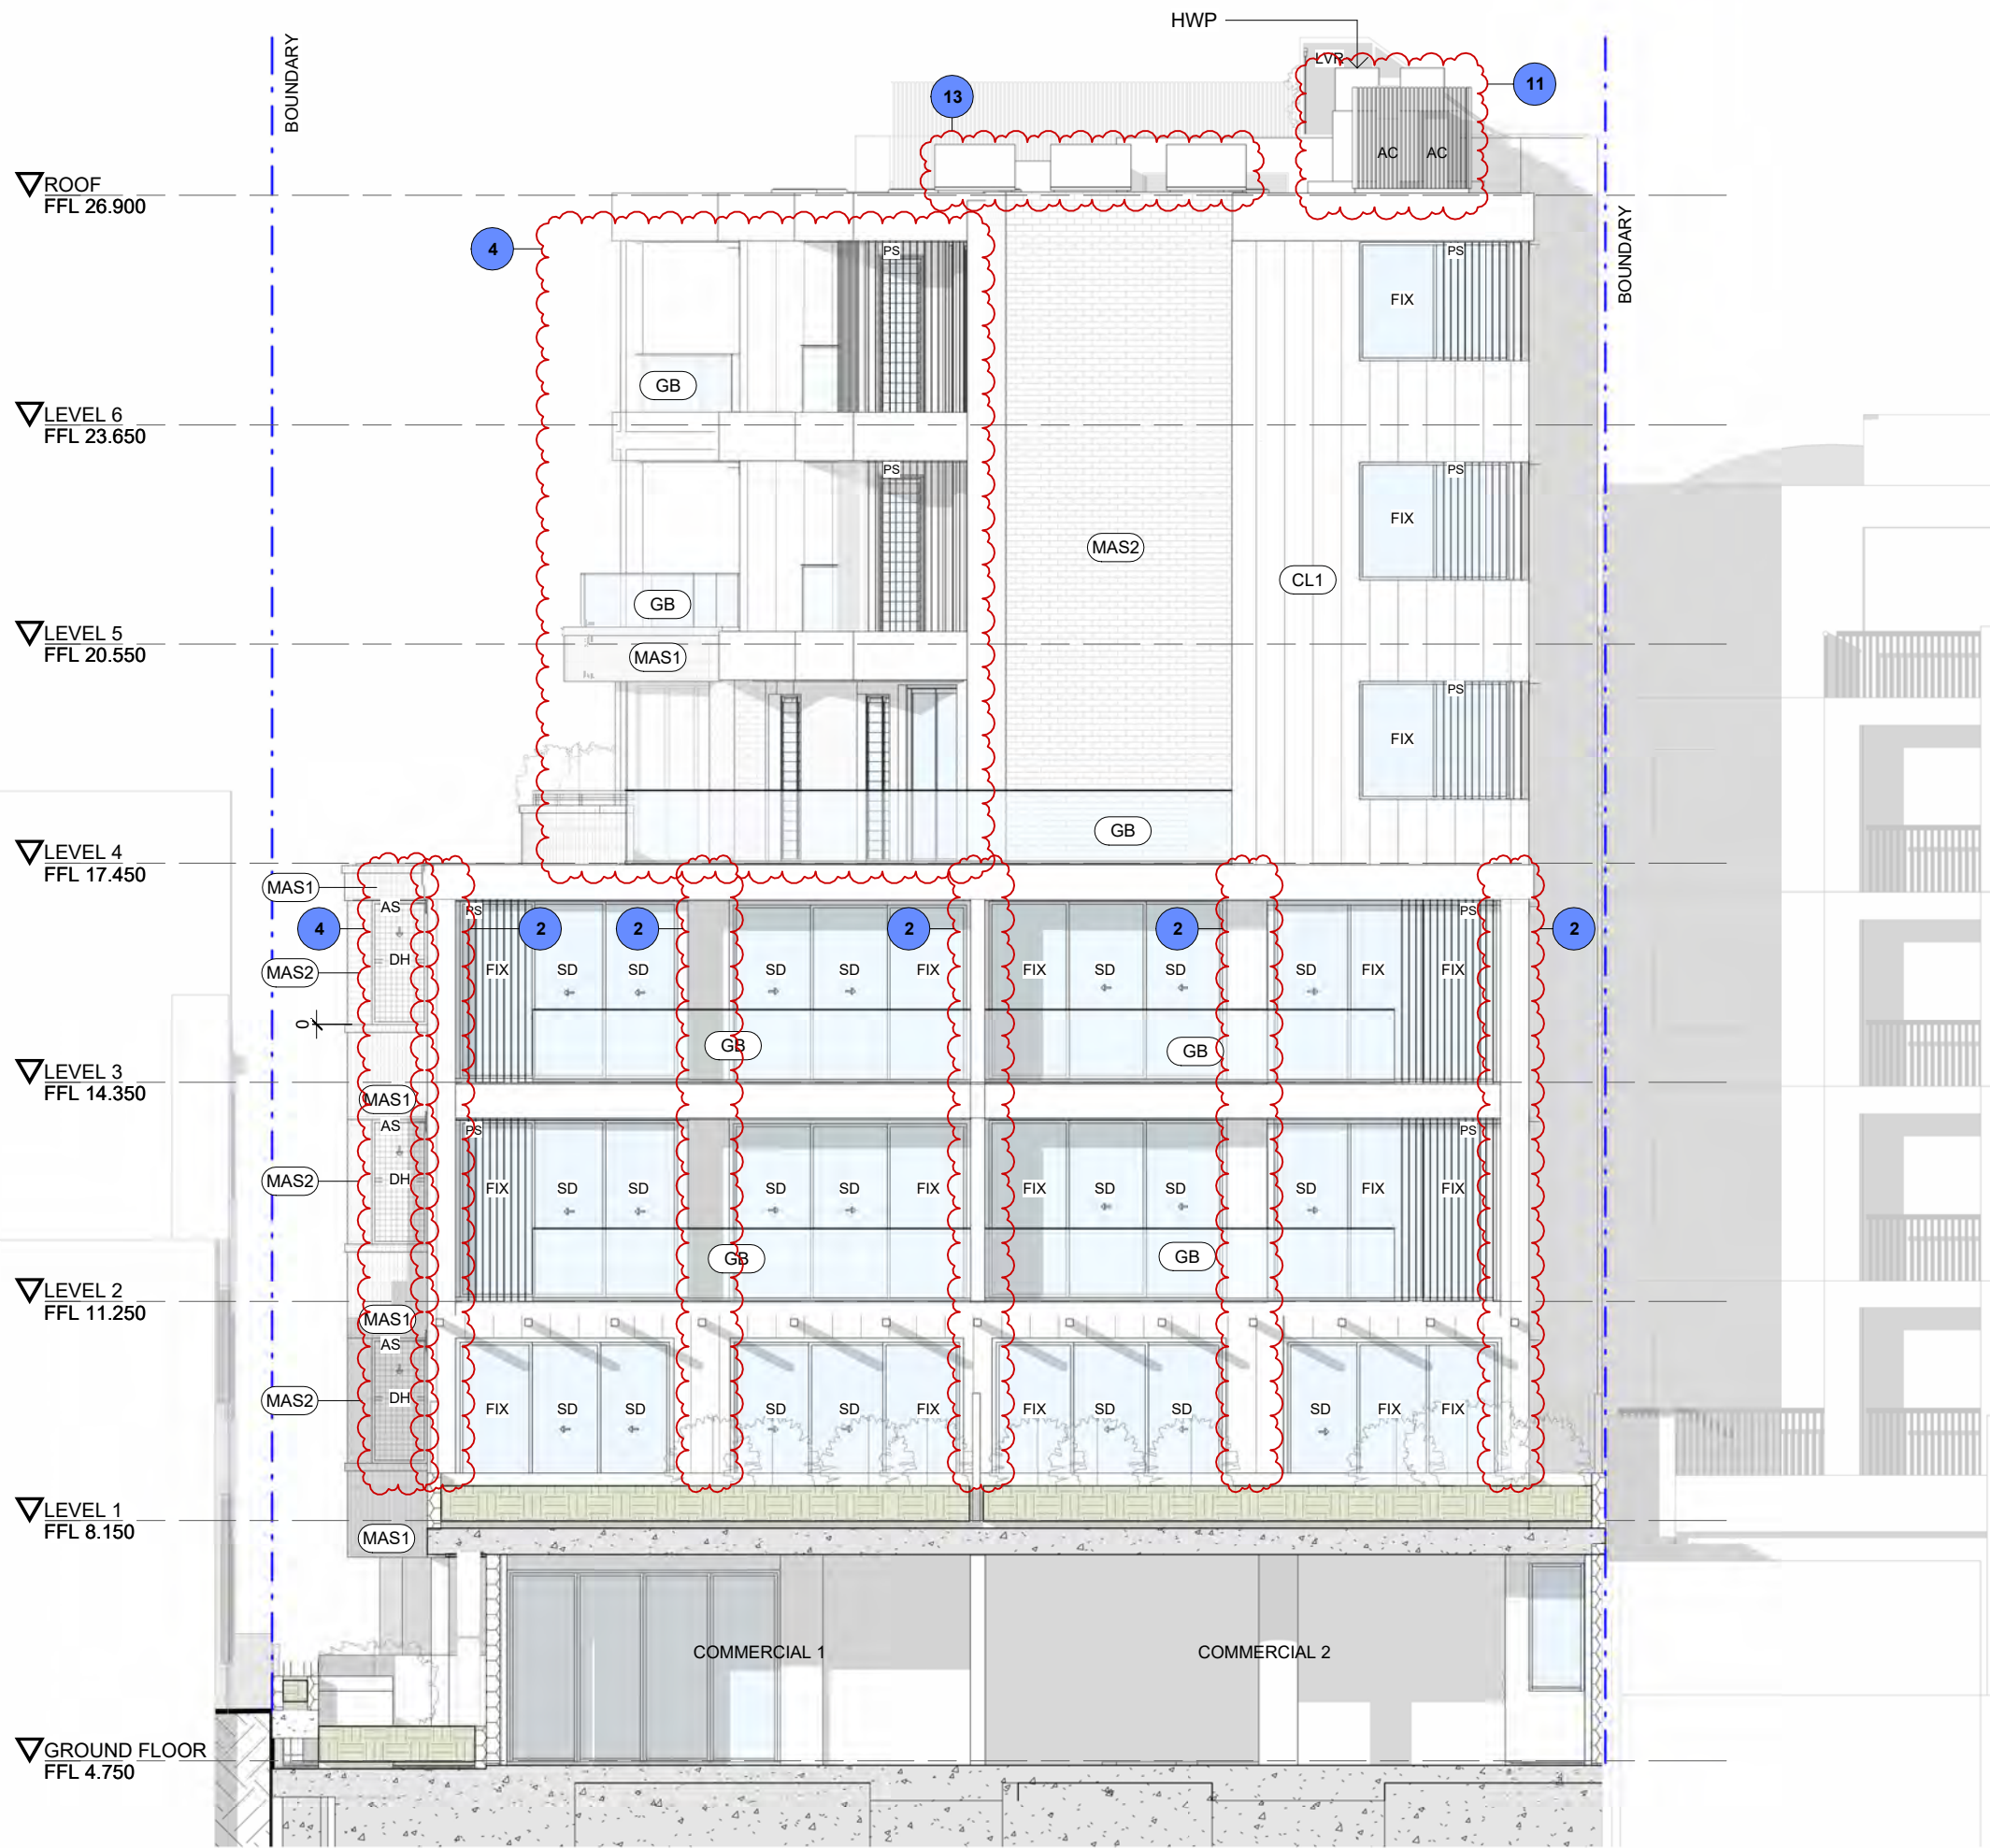 HWP
BOUNDARY
LVR
13
11
AC AC
ROOF
FFL 26.900
BOUNDARY
4
PS
PS
FIX
GB
LEVEL 6
FFL 23.650
PS
PS
FIX
MAS2
CL1
GB
LEVEL 5
FFL 20.550
MAS1
PS
FIX
GB
LEVEL 4
FFL 17.450
MAS1
AS
PS
PS
4
2
2
2
2
2
DH
MAS2
FIX SD SD SD SD FIX FIX SD SD SD FIX FIX
0
GB
GB
LEVEL 3
FFL 14.350
MAS1
AS
PS
PS
MAS2
DH
FIX SD SD SD SD FIX FIX SD SD SD FIX FIX
GB
GB
LEVEL 2
FFL 11.250
MAS1
AS
MAS2
DH
FIX SD SD SD SD FIX FIX SD SD SD FIX FIX
LEVEL 1
FFL 8.150
MAS1
COMMERCIAL 1
COMMERCIAL 2
GROUND FLOOR
FFL 4.750